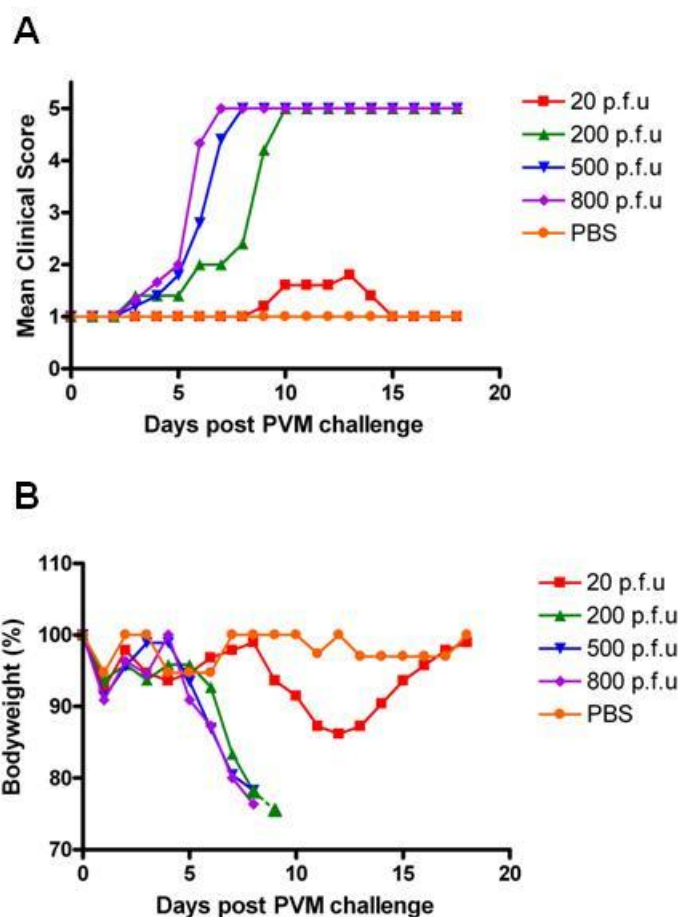 A
Mean Clinical Score
5
4
3
2
1
0
0 5 10 15 20
Days post PVM challenge
20 p.f.u
200 p.f.u
500 p.f.u
800 p.f.u
PBS
B
Bodyweight (%)
110
100
90
80
70
0 5 10 15 20
Days post PVM challenge
20 p.f.u
200 p.f.u
500 p.f.u
800 p.f.u
PBS